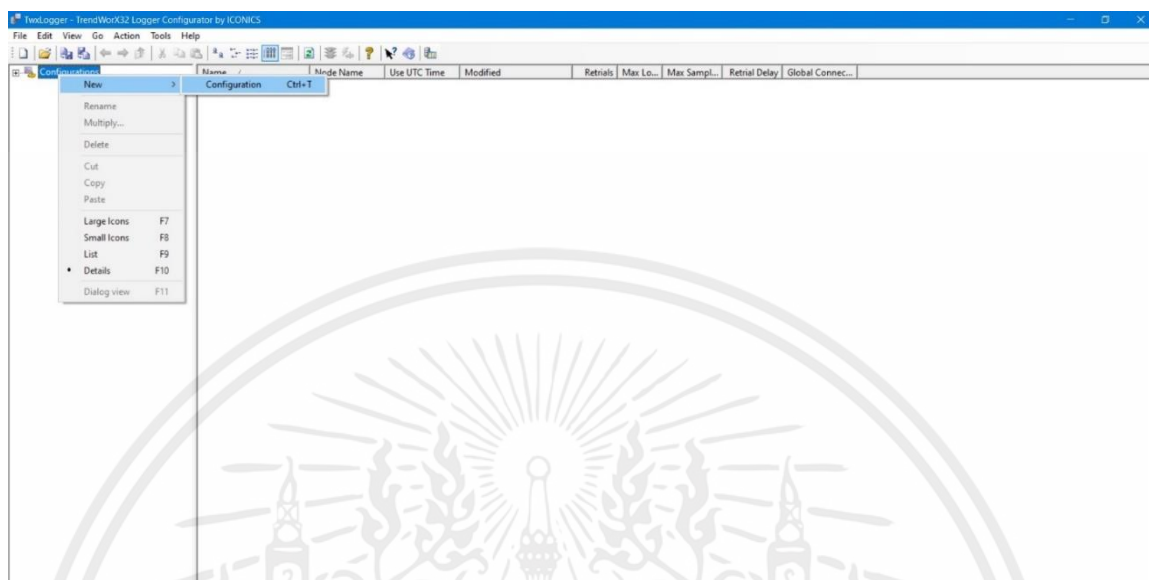 TwxLogger - TrendWorX32 Logger Configurator by ICONICS
File Edit View Go Action Tools Help
Configurations
Name / Node Name Use UTC Time Modified Retrials Max Lo... Max Sampl... Retrial Delay Global Connec...
New > Configuration Ctrl+T
Rename
Multiply...
Delete
Cut
Copy
Paste
Large Icons F7
Small Icons F8
List F9
• Details F10
Dialog view F11